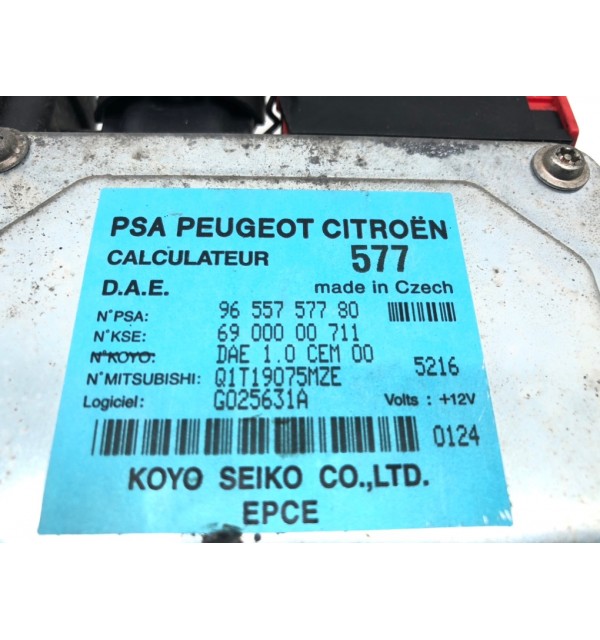 PSA PEUGEOT CITROËN
CALCULATEUR 577
D.A.E. made in Czech
N°PSA: 96 557 577 80
N°KSE: 69 000 00 711
N°KOYO: DAE 1.0 CEM 00
N°MITSUBISHI: Q1T19075MZE 5216
Logiciel: G025631A Volts : +12V
0124
KOYO SEIKO CO.,LTD.
EPCE